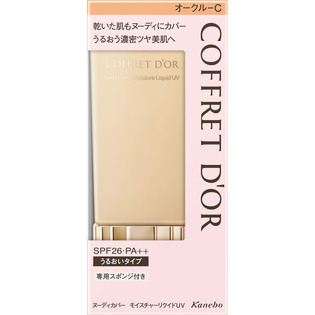 オークル-C
乾いた肌もヌーディにカバー
うるおう濃密ツヤ美肌へ
COFFRET D'OR
COFFRET D'OR
Moisture Liquid UV
SPF26・PA++
うるおいタイプ
専用スポンジ付き
ヌーディカバー モイスチャーリクイドUV
Kanebo